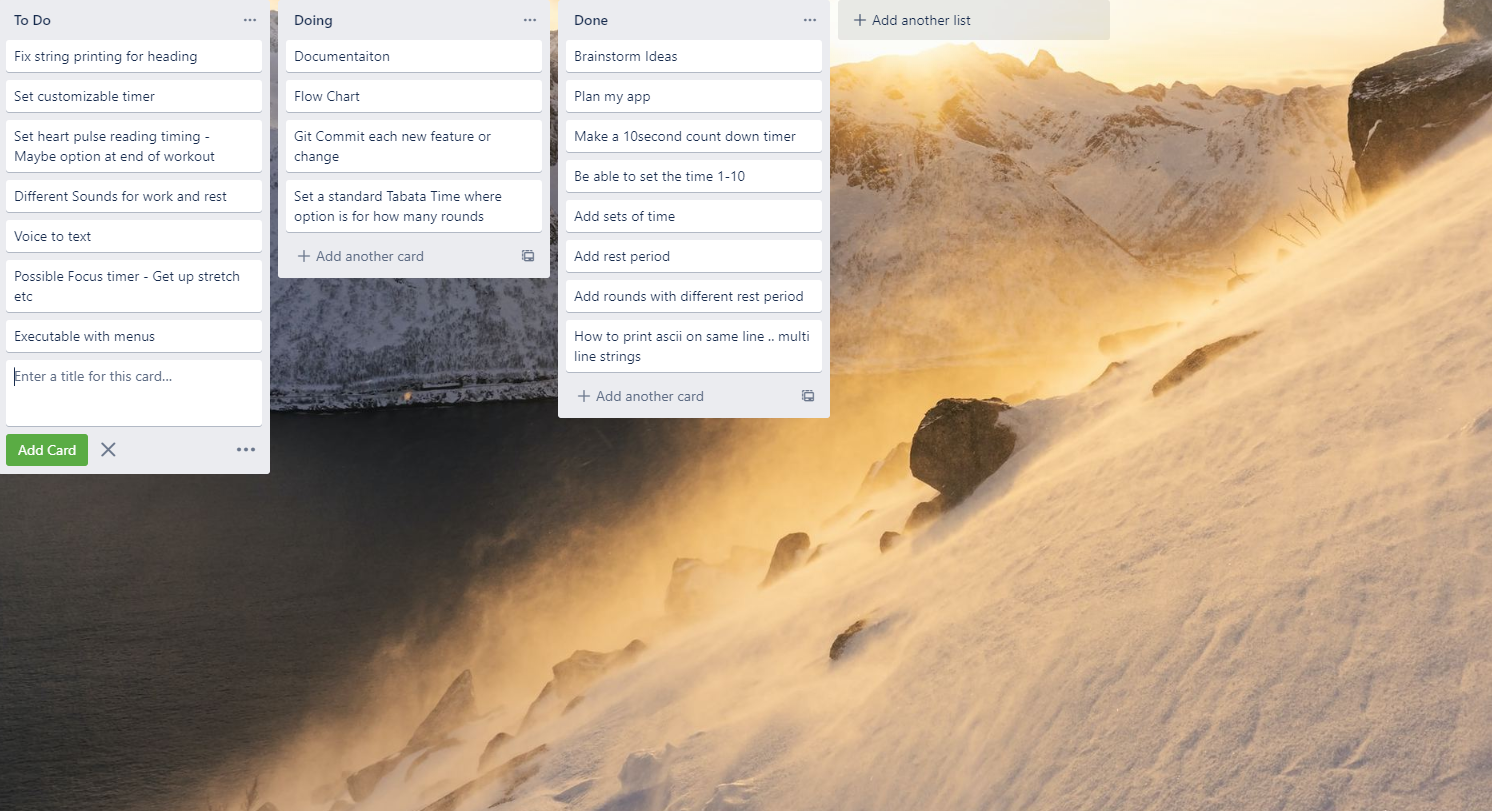 To Do
Fix string printing for heading
Set customizable timer
Set heart pulse reading timing -
Maybe option at end of workout
Different Sounds for work and rest
Voice to text
Possible Focus timer - Get up stretch
etc
Executable with menus
Enter a title for this card...
Add Card
Doing
Documentaiton
Flow Chart
Git Commit each new feature or
change
Set a standard Tabata Time where
option is for how many rounds
Add another card
Done
Brainstorm Ideas
Plan my app
Make a 10second count down timer
Be able to set the time 1-10
Add sets of time
Add rest period
Add rounds with different rest period
How to print ascii on same line .. multi
line strings
Add another card
Add another list